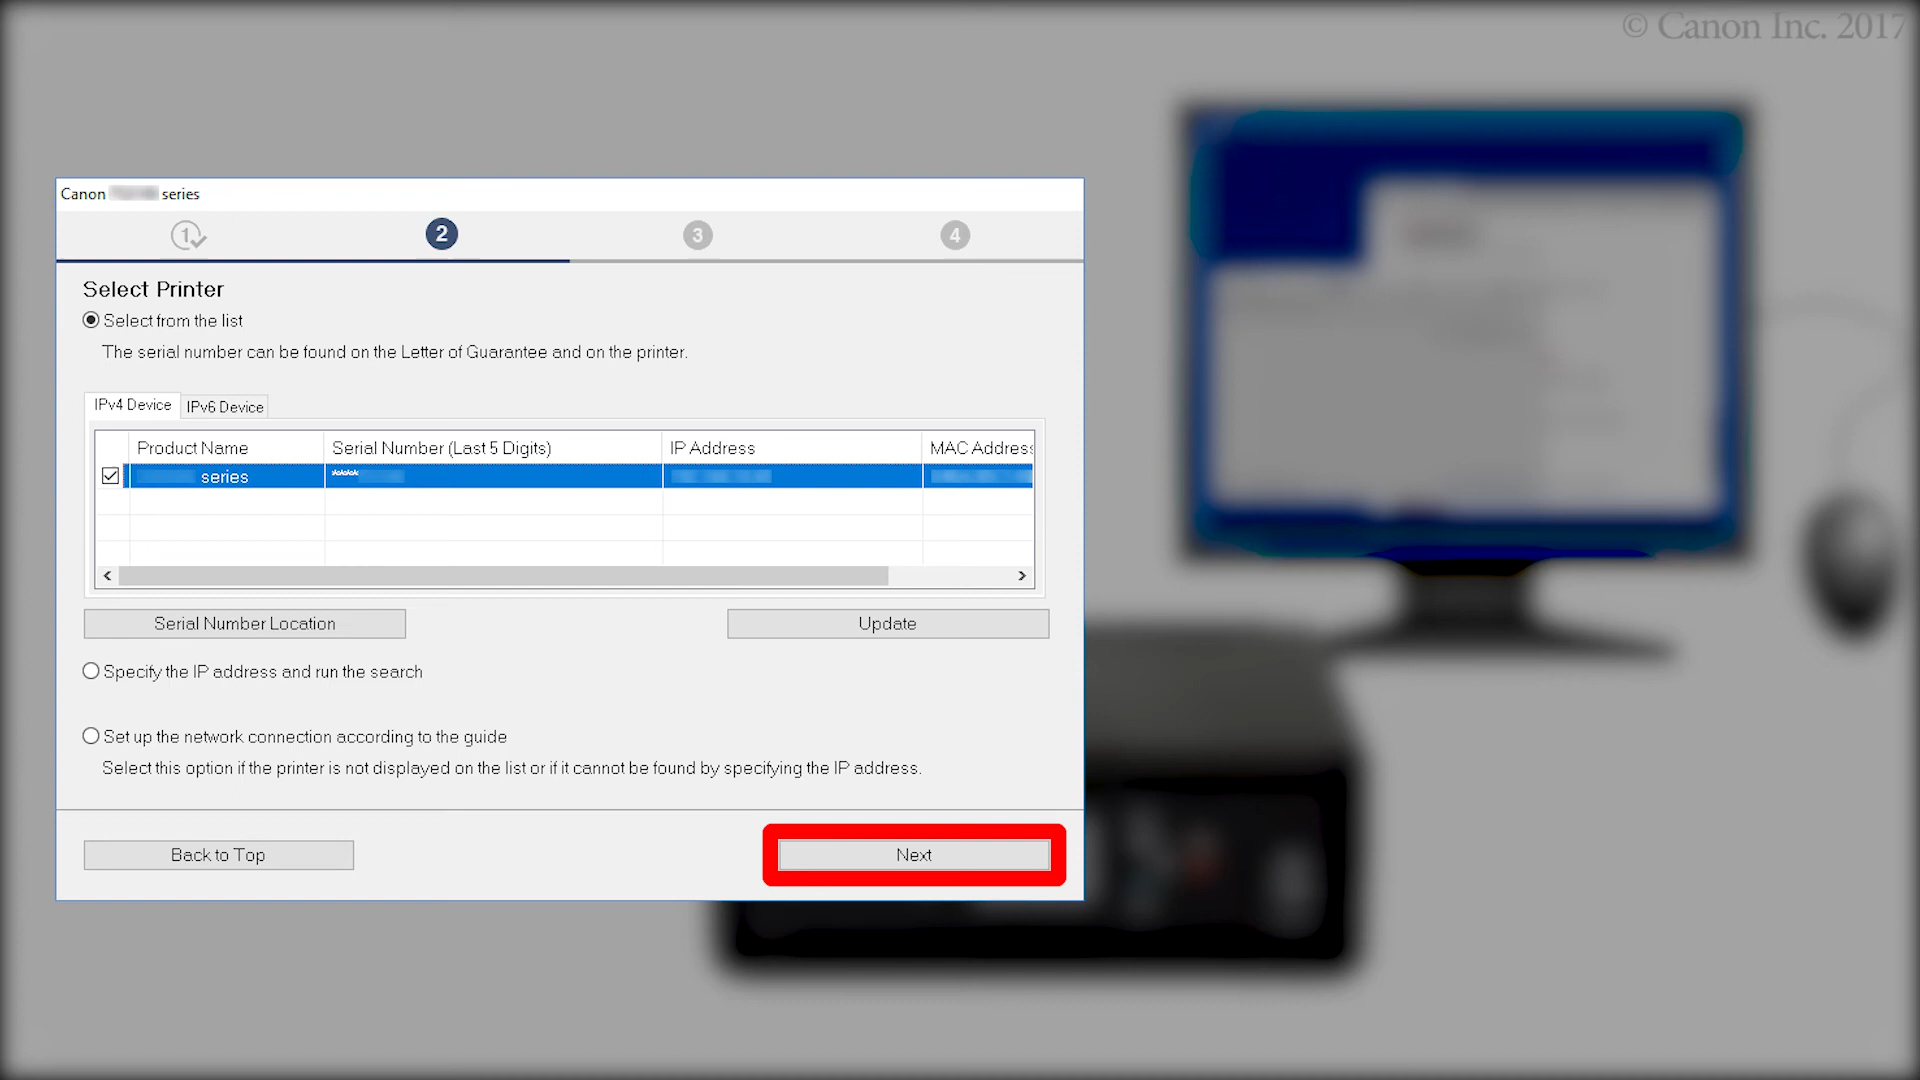 © Canon Inc. 2017
Canon series
1 2 3 4
Select Printer
Select from the list
The serial number can be found on the Letter of Guarantee and on the printer.
IPv4 Device IPv6 Device
Product Name Serial Number (Last 5 Digits) IP Address MAC Address
series ****
Serial Number Location Update
Specify the IP address and run the search
Set up the network connection according to the guide
Select this option if the printer is not displayed on the list or if it cannot be found by specifying the IP address.
Back to Top Next